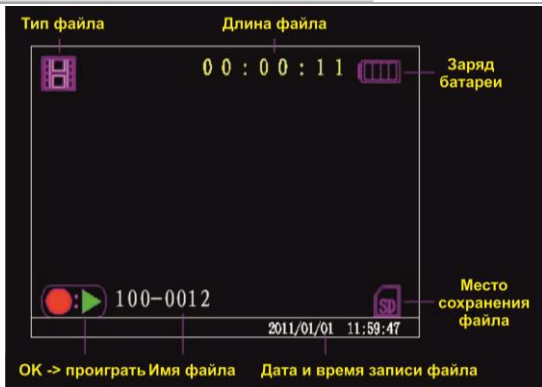 Тип файла
Длина файла
00:00:11
Заряд
батареи
100-0012
SD
Место
сохранения
файла
2011/01/01 11:59:47
OK -> проиграть
Имя файла
Дата и время записи файла